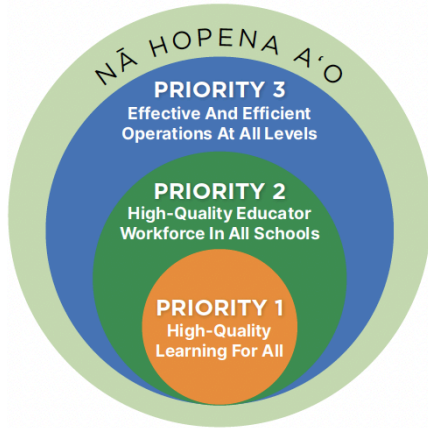 NĀ HOPENA AʻO
PRIORITY 3
Effective And Efficient
Operations At All Levels
PRIORITY 2
High-Quality Educator
Workforce In All Schools
PRIORITY 1
High-Quality
Learning For All